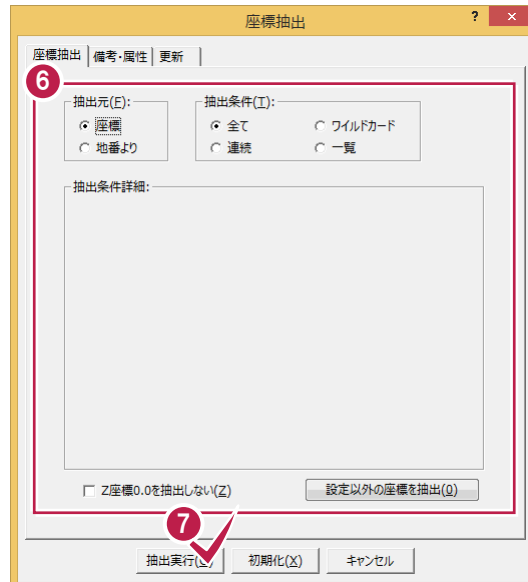 座標抽出 ? ×
座標抽出 備考・属性 更新
6
抽出元(F): 抽出条件(T):
座標 全て ワイルドカード
地番より 連続 一覧
抽出条件詳細:
Z座標0.0を抽出しない(Z) 設定以外の座標を抽出(0)
7
抽出実行( 初期化(X) キャンセル